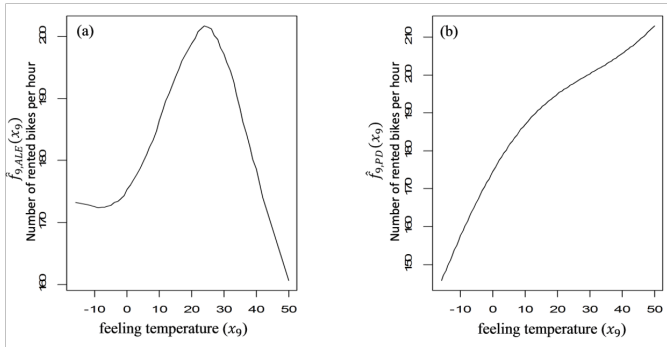 (a)
200
190
180
170
160
f̂9,ALE(x9)
Number of rented bikes per hour
-10 0 10 20 30 40 50
feeling temperature (x9)
(b)
210
200
190
180
170
160
150
f̂9,PD(x9)
Number of rented bikes per hour
-10 0 10 20 30 40 50
feeling temperature (x9)